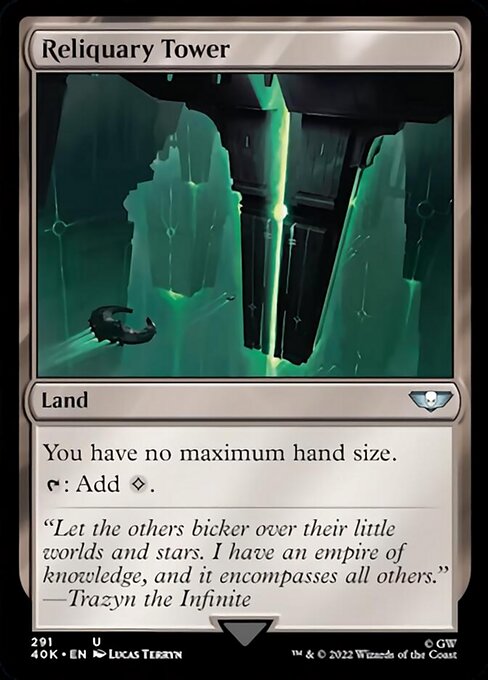 Reliquary Tower
Land
You have no maximum hand size.
: Add .
“Let the others bicker over their little
worlds and stars. I have an empire of
knowledge, and it encompasses all others.”
—Trazyn the Infinite
291 U
40K • EN Lucas Terryn
© GW
™ & © 2022 Wizards of the Coast